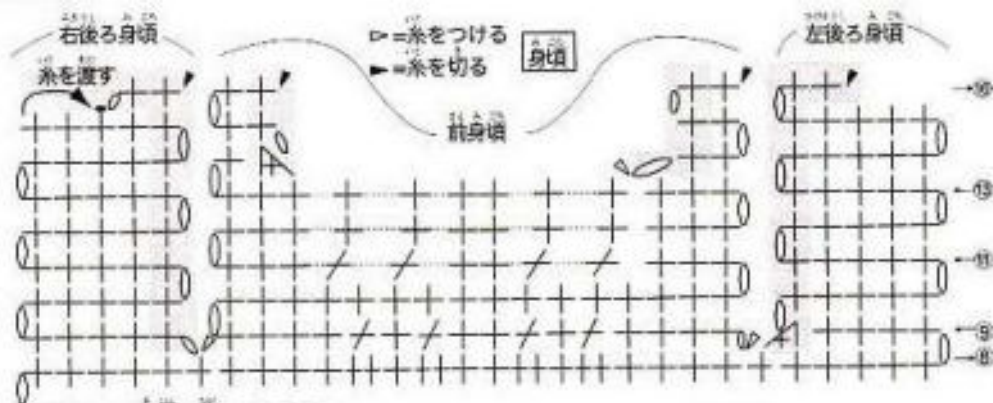 右後ろ身頃
糸を渡す
▻=糸をつける
►=糸を切る
身頃
前身頃
左後ろ身頃
→⑯
←⑬
←⑪
←⑨
→⑧